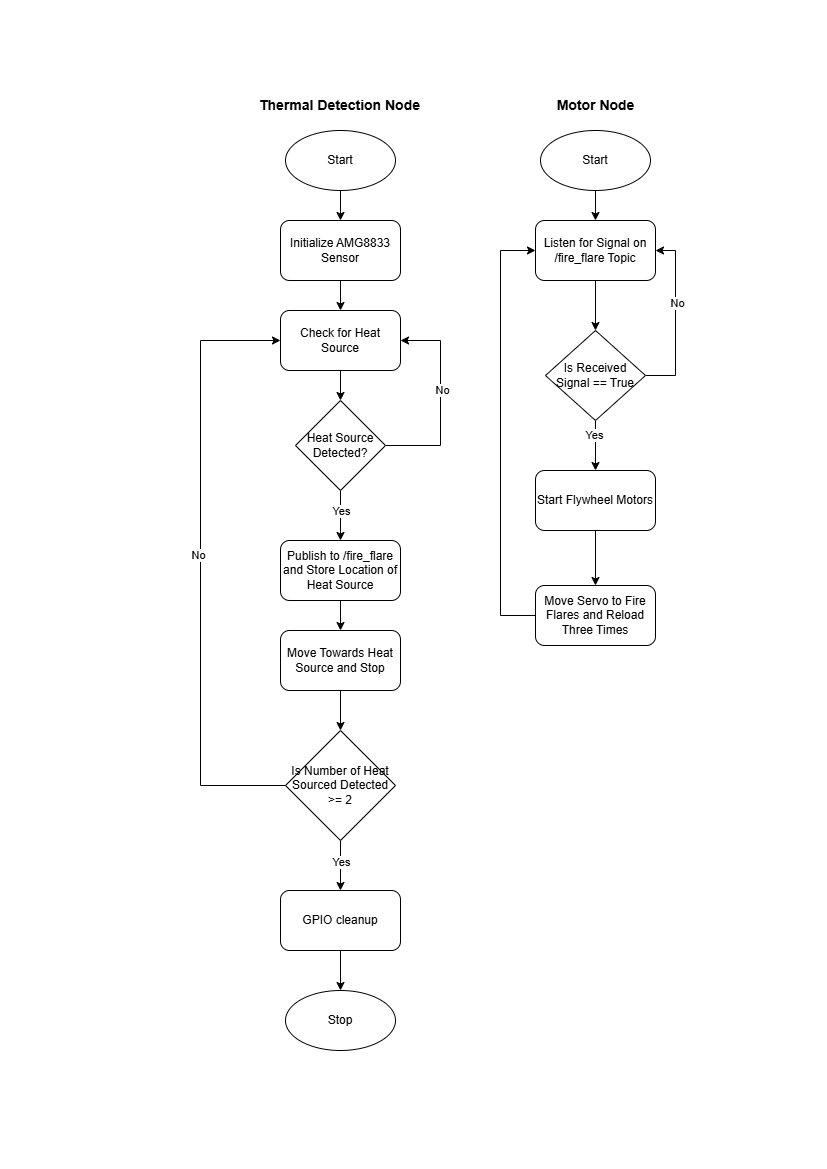 Thermal Detection Node
Start
Initialize AMG8833
Sensor
Check for Heat
Source
No
Heat Source
Detected?
Yes
Publish to /fire_flare
and Store Location of
Heat Source
No
Move Towards Heat
Source and Stop
Is Number of Heat
Sourced Detected
>= 2
Yes
GPIO cleanup
Stop
Motor Node
Start
Listen for Signal on
/fire_flare Topic
No
Is Received
Signal == True
Yes
Start Flywheel Motors
Move Servo to Fire
Flares and Reload
Three Times